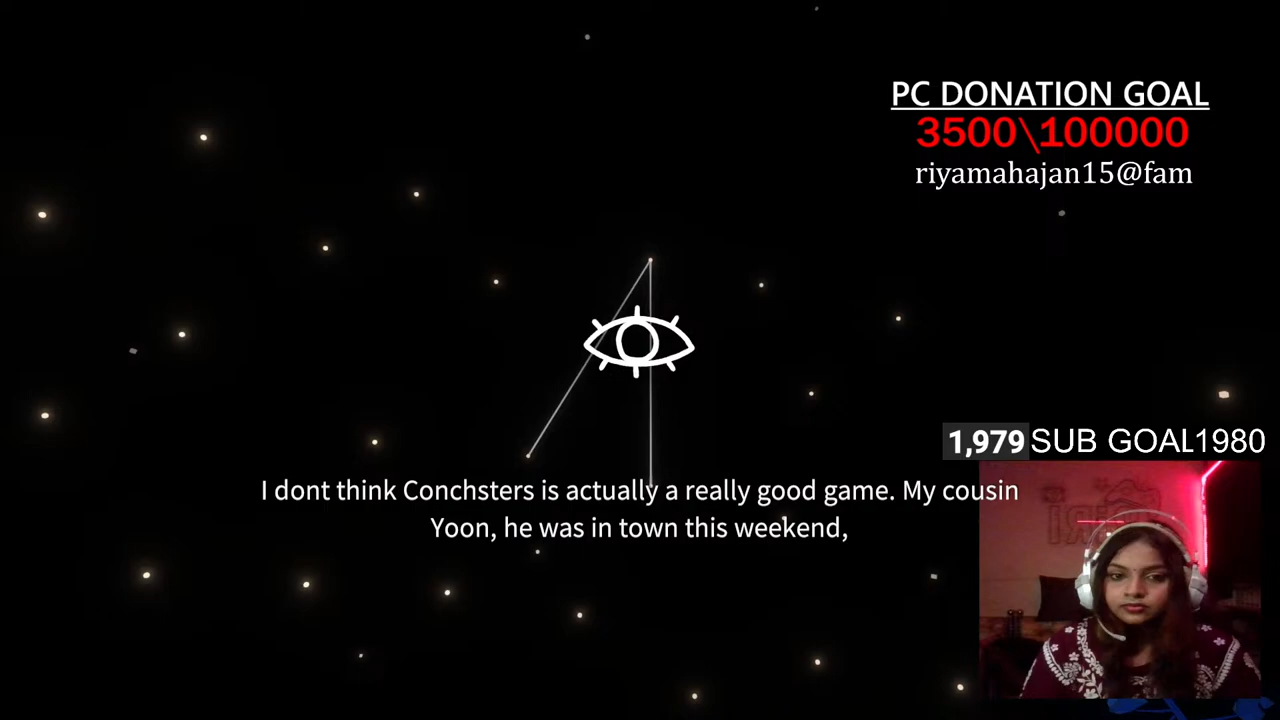 PC DONATION GOAL
3500\100000
riyamahajan15@fam
1,979 SUB GOAL1980
I dont think Conchsters is actually a really good game. My cousin
Yoon, he was in town this weekend,